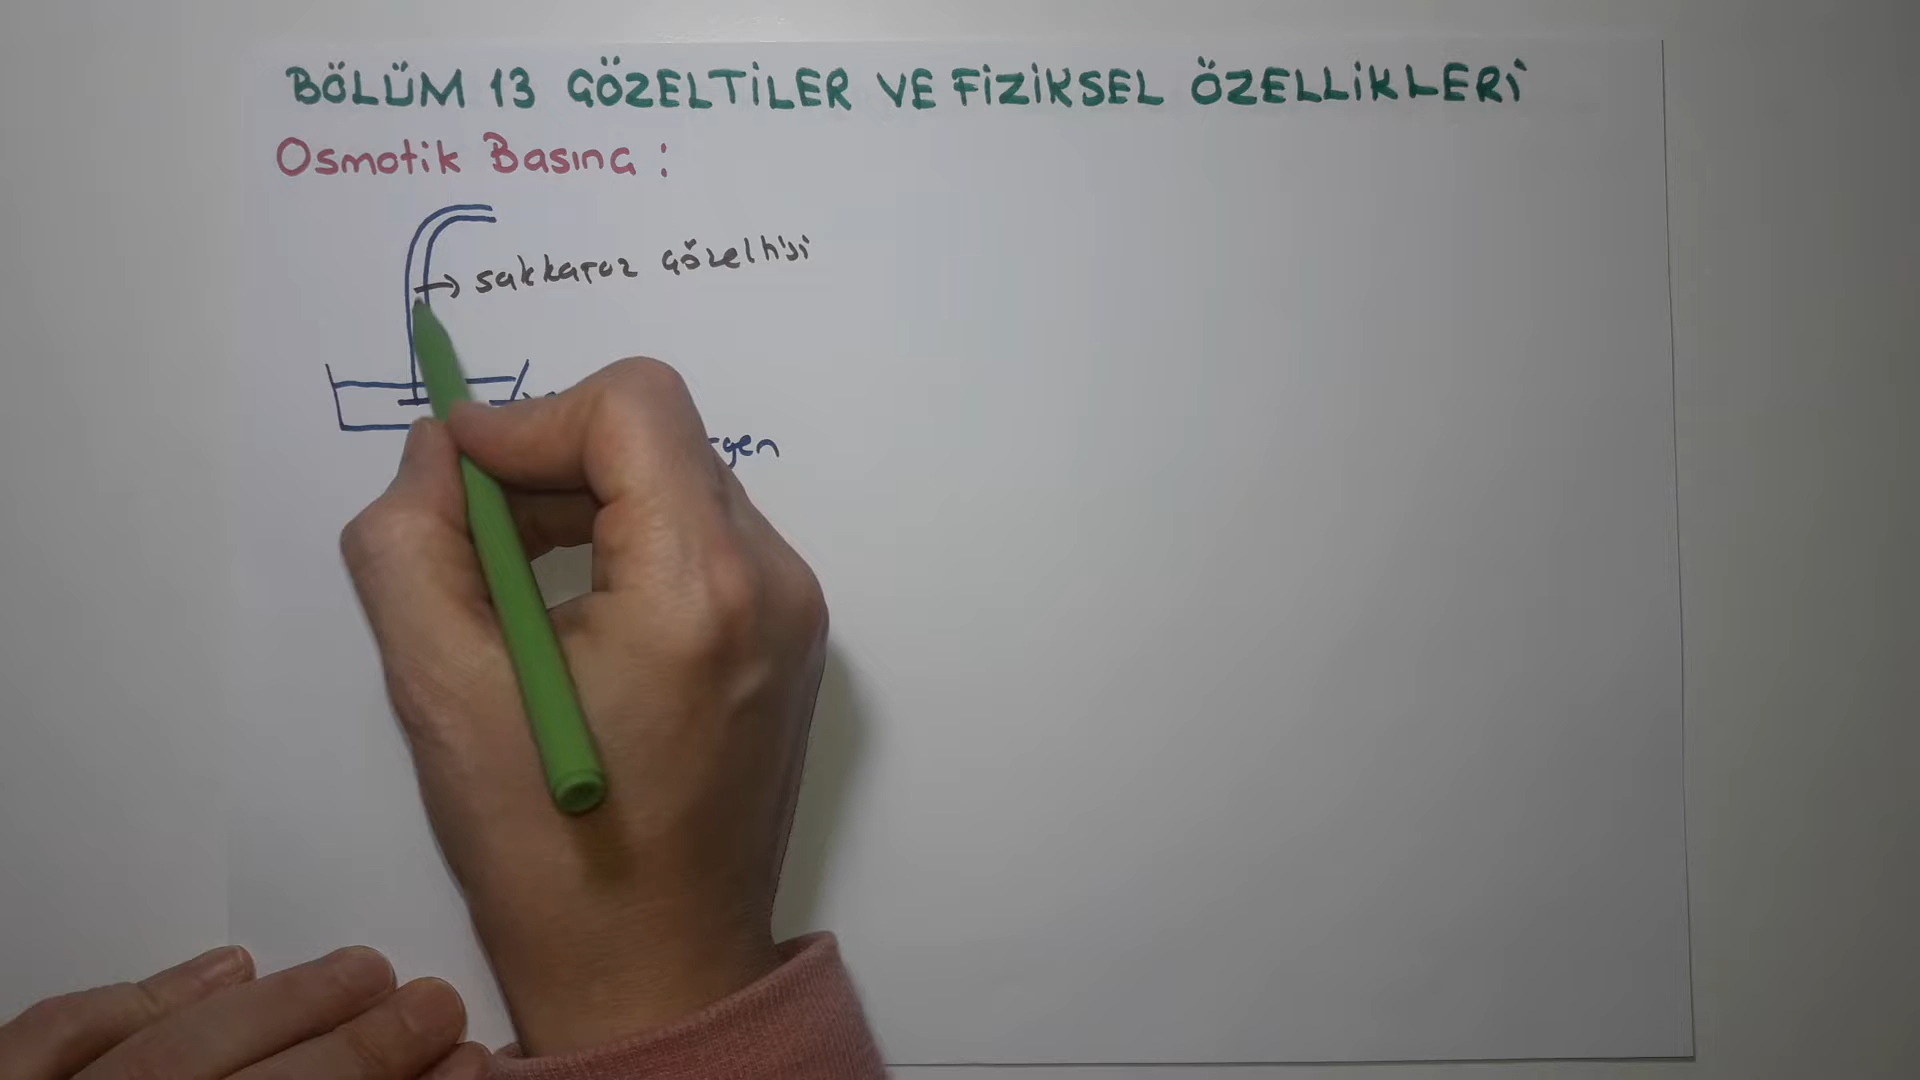 BÖLÜM 13 ÇÖZELTİLER VE FİZİKSEL ÖZELLİKLERİ
Osmotik Basınç :
sakkaroz çözeltisi